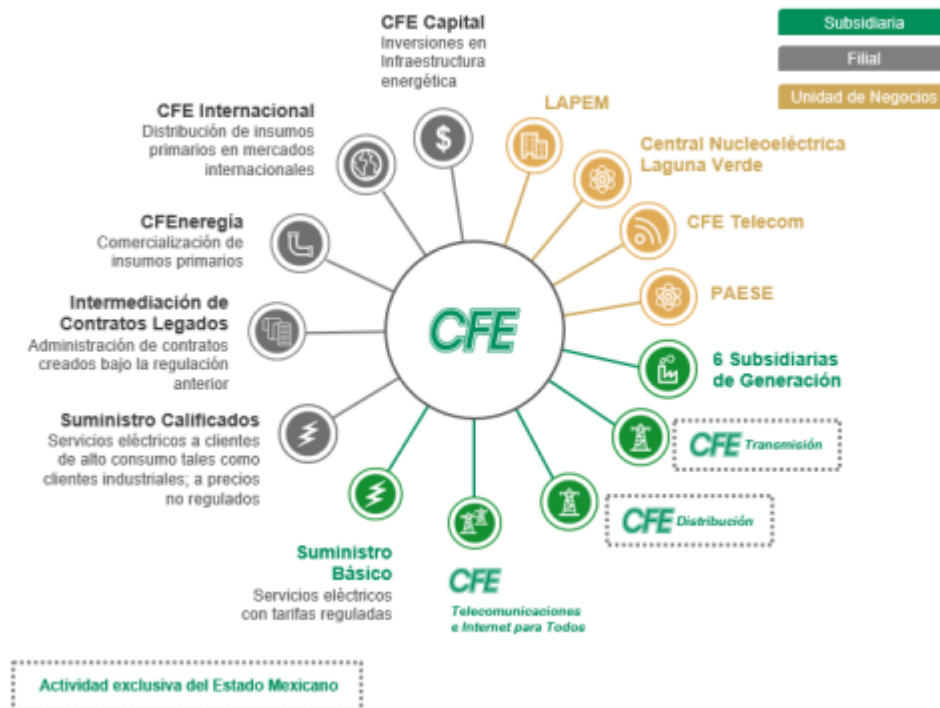 CFE Capital
Inversiones en
Infraestructura
energética
Subsidiaria
Filial
Unidad de Negocios
CFE Internacional
Distribución de insumos
primarios en mercados
internacionales
LAPEM
Central Nucleoeléctrica
Laguna Verde
CFEneregía
Comercialización de
insumos primarios
CFE Telecom
Intermediación de
Contratos Legados
Administración de contratos
creados bajo la regulación
anterior
PAESE
CFE
6 Subsidiarias
de Generación
Suministro Calificados
Servicios eléctricos a clientes
de alto consumo tales como
clientes industriales; a precios
no regulados
CFE Transmisión
CFE Distribución
Suministro
Básico
Servicios eléctricos
con tarifas reguladas
CFE
Telecomunicaciones
e Internet para Todos
Actividad exclusiva del Estado Mexicano